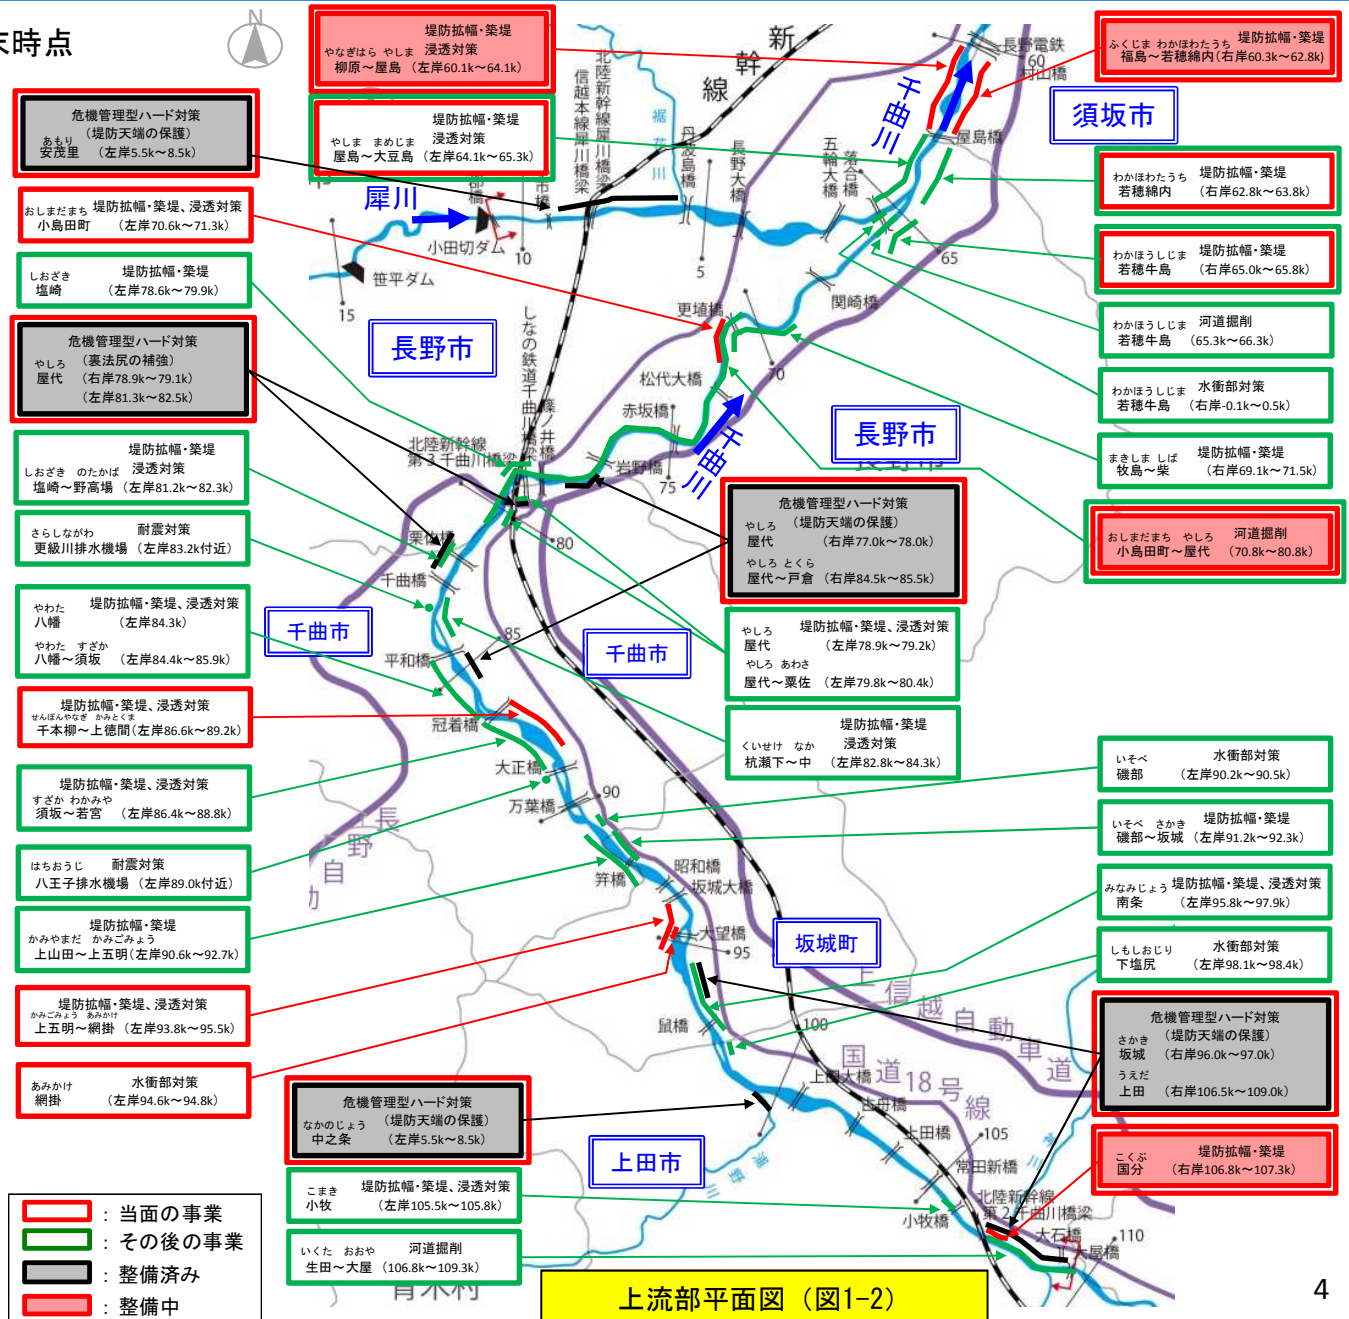 末時点
N
堤防拡幅・築堤
やなぎはら やしま 浸透対策
柳原～屋島 (左岸60.1k～64.1k)
堤防拡幅・築堤
やしま まめじま 浸透対策
屋島～大豆島 (左岸64.1k～65.3k)
ふくじま わかほわたうち 堤防拡幅・築堤
福島～若穂綿内(右岸60.3k～62.8k)
危機管理型ハード対策
(堤防天端の保護)
あもり
安茂里 (左岸5.5k～8.5k)
おしまだまち 堤防拡幅・築堤、浸透対策
小島田町 (左岸70.6k～71.3k)
しおざき 堤防拡幅・築堤
塩崎 (左岸78.6k～79.9k)
危機管理型ハード対策
やしろ (裏法尻の補強)
屋代 (右岸78.9k～79.1k)
(左岸81.3k～82.5k)
堤防拡幅・築堤
しおざき のたかば 浸透対策
塩崎～野高場 (左岸81.2k～82.3k)
さらしながわ 耐震対策
更級川排水機場 (左岸83.2k付近)
やわた 堤防拡幅・築堤、浸透対策
八幡 (左岸84.3k)
やわた すざか
八幡～須坂 (左岸84.4k～85.9k)
堤防拡幅・築堤、浸透対策
せんぼんやなぎ かみとくま
千本柳～上徳間(左岸86.6k～89.2k)
堤防拡幅・築堤、浸透対策
すざか わかみや
須坂～若宮 (左岸86.4k～88.8k)
はちおうじ 耐震対策
八王子排水機場 (左岸89.0k付近)
堤防拡幅・築堤
かみやまだ かみごみょう
上山田～上五明(左岸90.6k～92.7k)
堤防拡幅・築堤、浸透対策
かみごみょう あみかけ
上五明～網掛 (左岸93.8k～95.5k)
あみかけ 水衝部対策
網掛 (左岸94.6k～94.8k)
わかほわたうち 堤防拡幅・築堤
若穂綿内 (右岸62.8k～63.8k)
わかほうしじま 堤防拡幅・築堤
若穂牛島 (右岸65.0k～65.8k)
わかほうしじま 河道掘削
若穂牛島 (65.3k～66.3k)
わかほうしじま 水衝部対策
若穂牛島 (右岸-0.1k～0.5k)
まきしま しば 堤防拡幅・築堤
牧島～柴 (右岸69.1k～71.5k)
おしまだまち やしろ 河道掘削
小島田町～屋代 (70.8k～80.8k)
危機管理型ハード対策
やしろ (堤防天端の保護)
屋代 (右岸77.0k～78.0k)
やしろ とくら
屋代～戸倉 (右岸84.5k～85.5k)
やしろ 堤防拡幅・築堤、浸透対策
屋代 (左岸78.9k～79.2k)
やしろ あわさ
屋代～粟佐 (左岸79.8k～80.4k)
堤防拡幅・築堤
浸透対策
くいせけ なか
杭瀬下～中 (左岸82.8k～84.3k)
いそべ 水衝部対策
磯部 (左岸90.2k～90.5k)
いそべ さかき 堤防拡幅・築堤
磯部～坂城 (左岸91.2k～92.3k)
みなみじょう 堤防拡幅・築堤、浸透対策
南条 (左岸95.8k～97.9k)
しもしおじり 水衝部対策
下塩尻 (左岸98.1k～98.4k)
危機管理型ハード対策
さかき (堤防天端の保護)
坂城 (右岸96.0k～97.0k)
うえだ
上田 (右岸106.5k～109.0k)
こくぶ 堤防拡幅・築堤
国分 (右岸106.8k～107.3k)
危機管理型ハード対策
なかのじょう (堤防天端の保護)
中之条 (左岸5.5k～8.5k)
こまき 堤防拡幅・築堤、浸透対策
小牧 (左岸105.5k～105.8k)
いくた おおや 河道掘削
生田～大屋 (106.8k～109.3k)
新幹線
北陸新幹線犀川橋梁
信越本線犀川橋梁
裾花川
丹波島橋
長野大橋
五輪大橋
落合橋
千曲川
長野電鉄
60
村山橋
屋島橋
須坂市
犀川
小田切ダム
笹平ダム
15
10
5
65
関崎橋
更埴橋
70
長野市
しなの鉄道千曲川橋梁
篠ノ井橋
松代大橋
赤坂橋
岩野橋
75
千曲川
長野市
北陸新幹線
第3千曲川橋梁
80
千曲橋
千曲市
平和橋
85
千曲市
冠着橋
大正橋
万葉橋
90
笄橋
昭和橋
坂城大橋
大望橋
95
坂城町
鼠橋
100
上信越自動車道
国道18号線
上田大橋
古舟橋
上田橋
105
常田新橋
上田市
浦野川
小牧橋
北陸新幹線
第2千曲川橋梁
大石橋
大屋橋
110
青木村
：当面の事業
：その後の事業
：整備済み
：整備中
上流部平面図（図1-2）
4